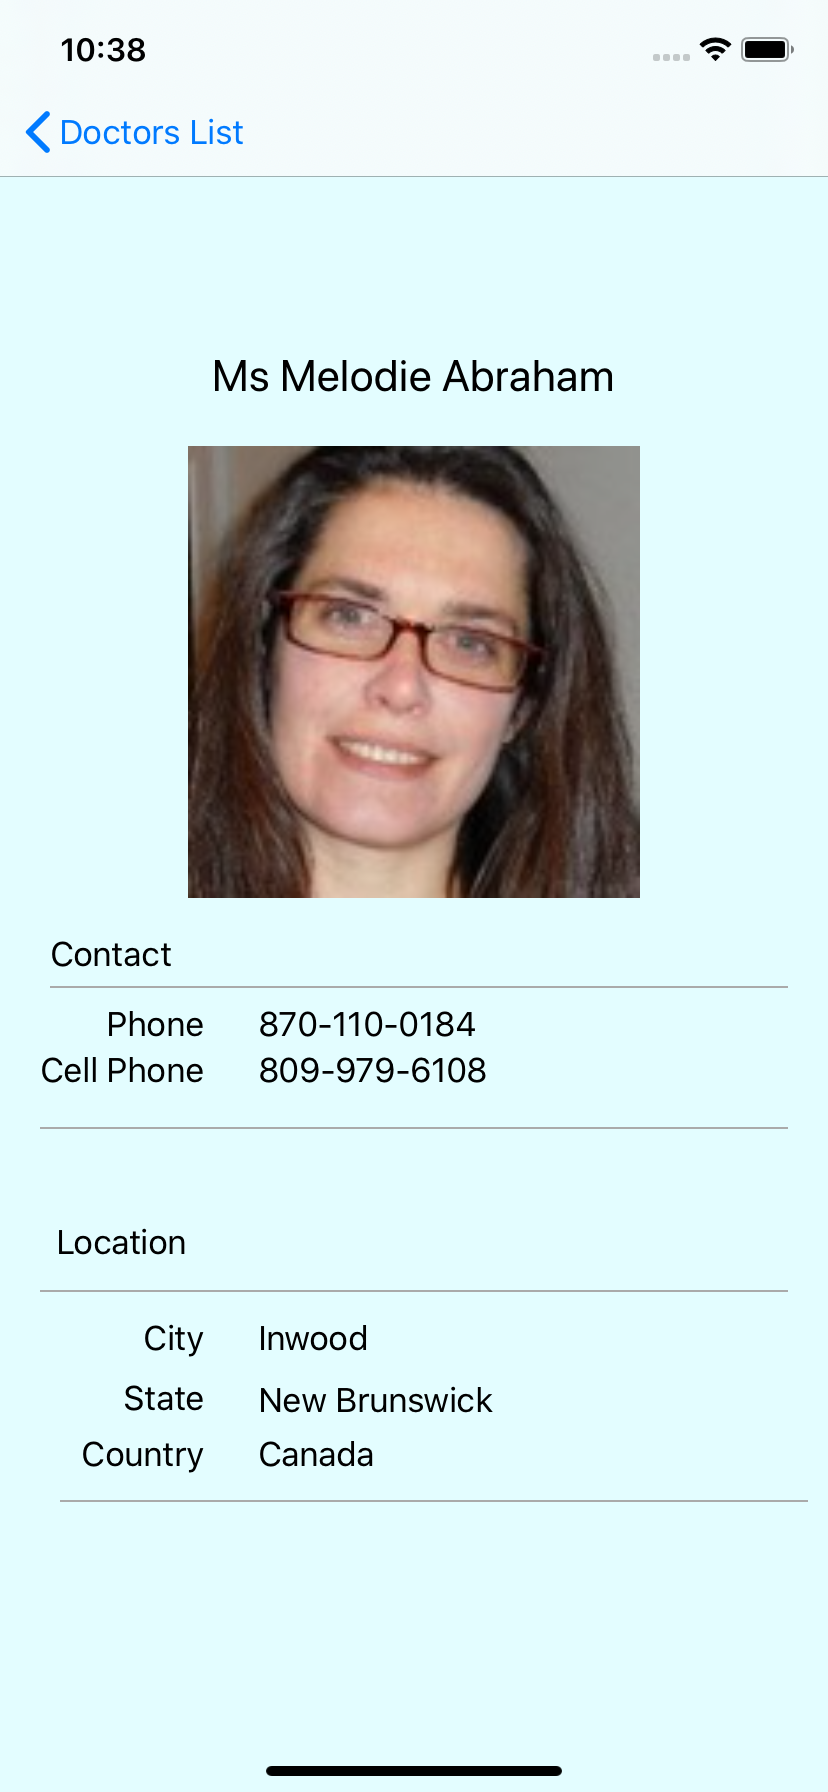 10:38
Doctors List
Ms Melodie Abraham
Contact
Phone 870-110-0184
Cell Phone 809-979-6108
Location
City Inwood
State New Brunswick
Country Canada